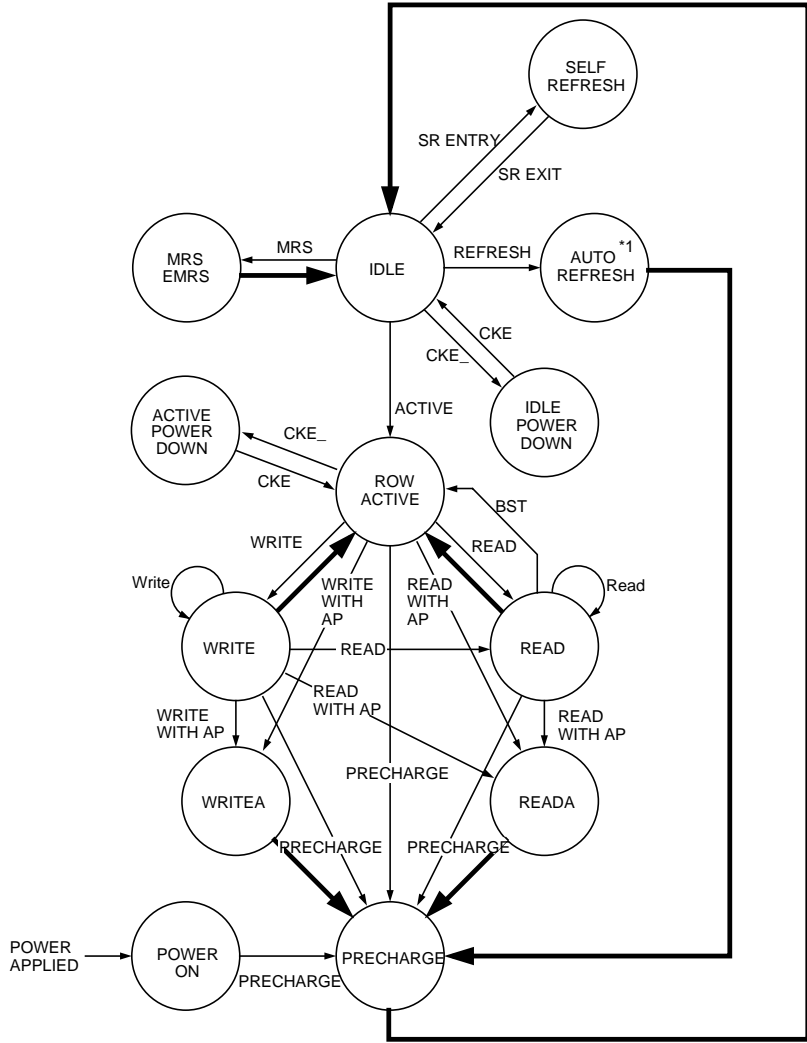 SELF
REFRESH
SR ENTRY
SR EXIT
MRS
EMRS
MRS
IDLE
REFRESH
AUTO *1
REFRESH
CKE
CKE_
IDLE
POWER
DOWN
ACTIVE
ACTIVE
POWER
DOWN
CKE_
CKE
ROW
ACTIVE
BST
WRITE
READ
Write
WRITE
WITH
AP
READ
WITH
AP
Read
WRITE
READ
READ
READ
WITH AP
WRITE
WITH AP
READ
WITH AP
PRECHARGE
WRITEA
READA
PRECHARGE
PRECHARGE
POWER
APPLIED
POWER
ON
PRECHARGE
PRECHARGE